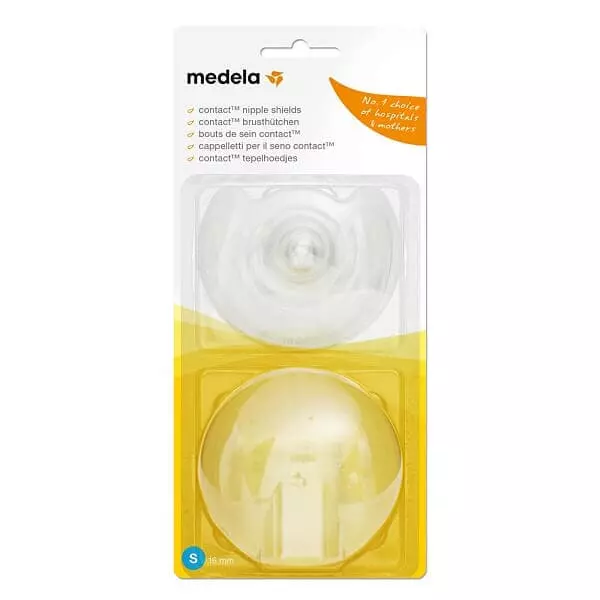 medela
contact™ nipple shields
contact™ brusthütchen
bouts de sein contact™
cappelletti per il seno contact™
contact™ tepelhoedjes
No. 1 choice
of hospitals
& mothers
S 16 mm